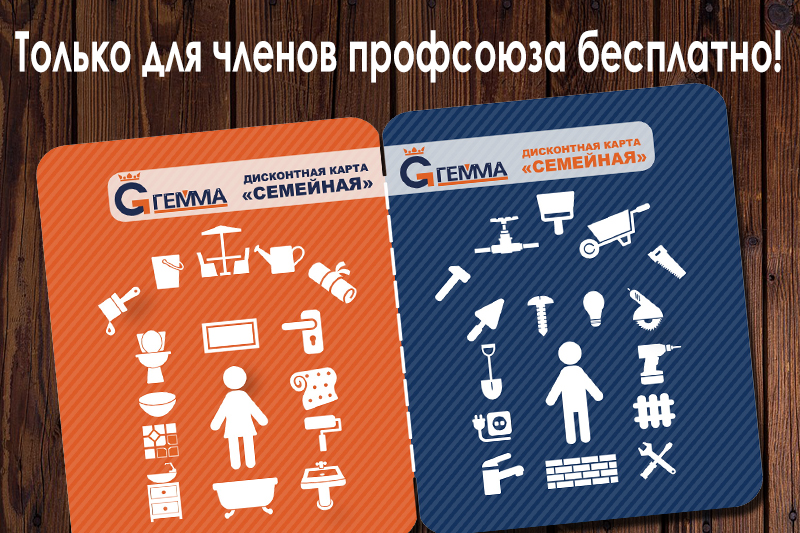 Только для членов профсоюза бесплатно!
ГЕММА
ДИСКОНТНАЯ КАРТА
«СЕМЕЙНАЯ»
ГЕММА
ДИСКОНТНАЯ КАРТА
«СЕМЕЙНАЯ»